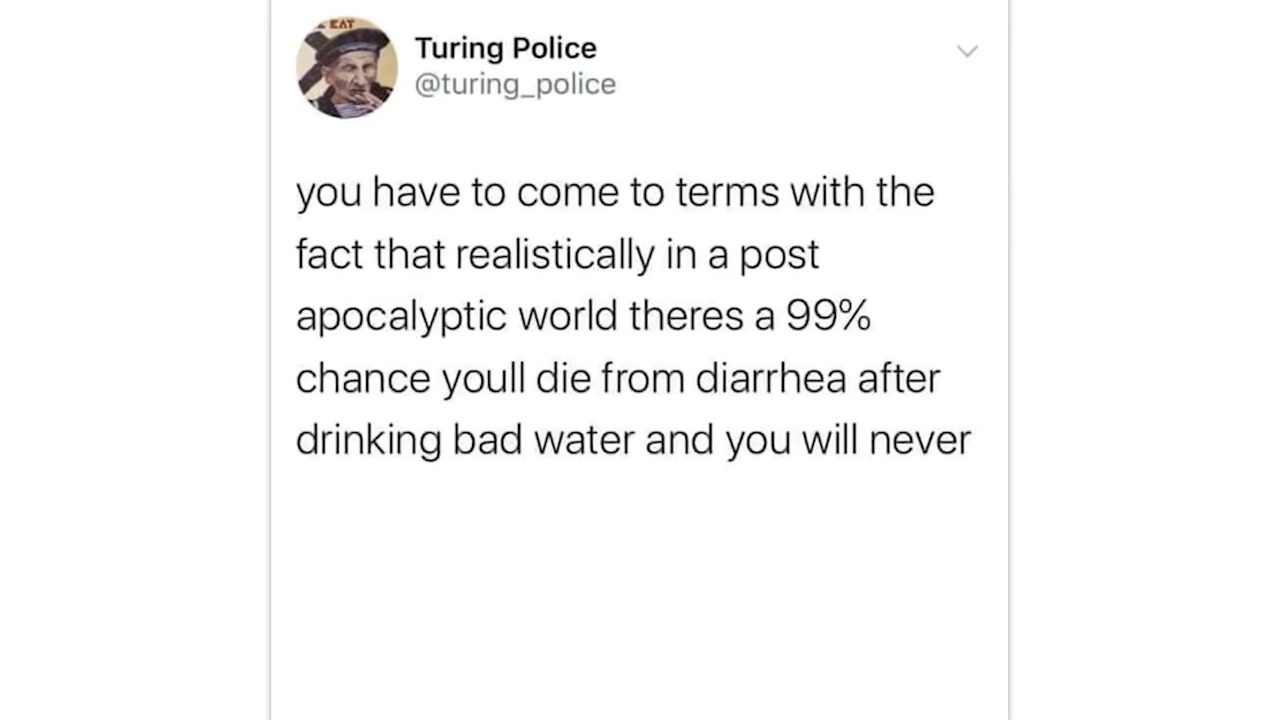 KAT
Turing Police
@turing_police
you have to come to terms with the
fact that realistically in a post
apocalyptic world theres a 99%
chance youll die from diarrhea after
drinking bad water and you will never